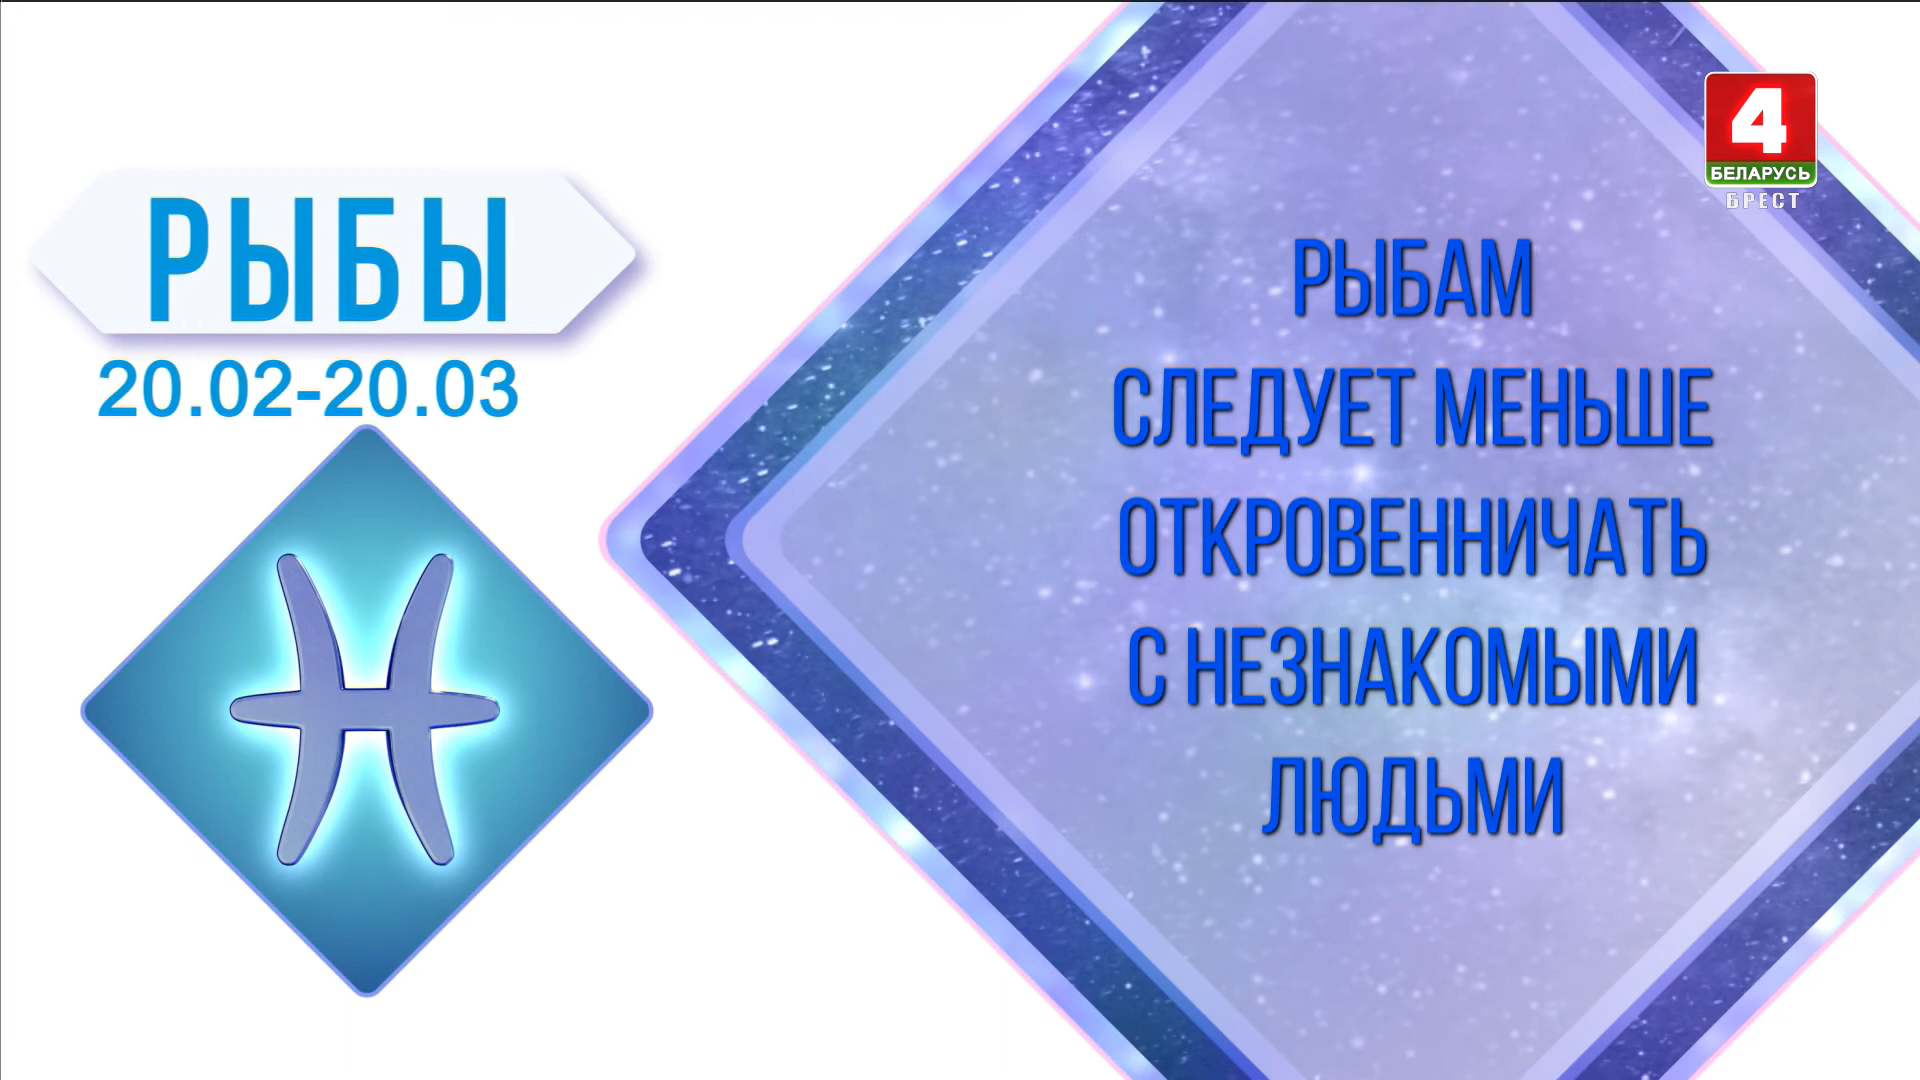 РЫБЫ
20.02-20.03
4
БЕЛАРУСЬ
БРЕСТ
РЫБАМ
СЛЕДУЕТ МЕНЬШЕ
ОТКРОВЕННИЧАТЬ
С НЕЗНАКОМЫМИ
ЛЮДЬМИ